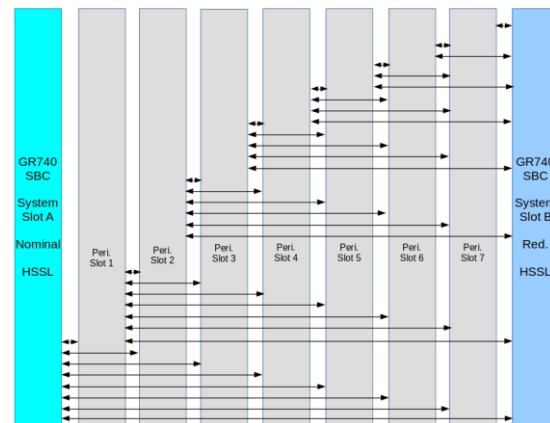 GR740
SBC
System
Slot A
Nominal
HSSL
Peri.
Slot 1
Peri.
Slot 2
Peri.
Slot 3
Peri.
Slot 4
Peri.
Slot 5
Peri.
Slot 6
Peri.
Slot 7
GR740
SBC
System
Slot B
Red.
HSSL